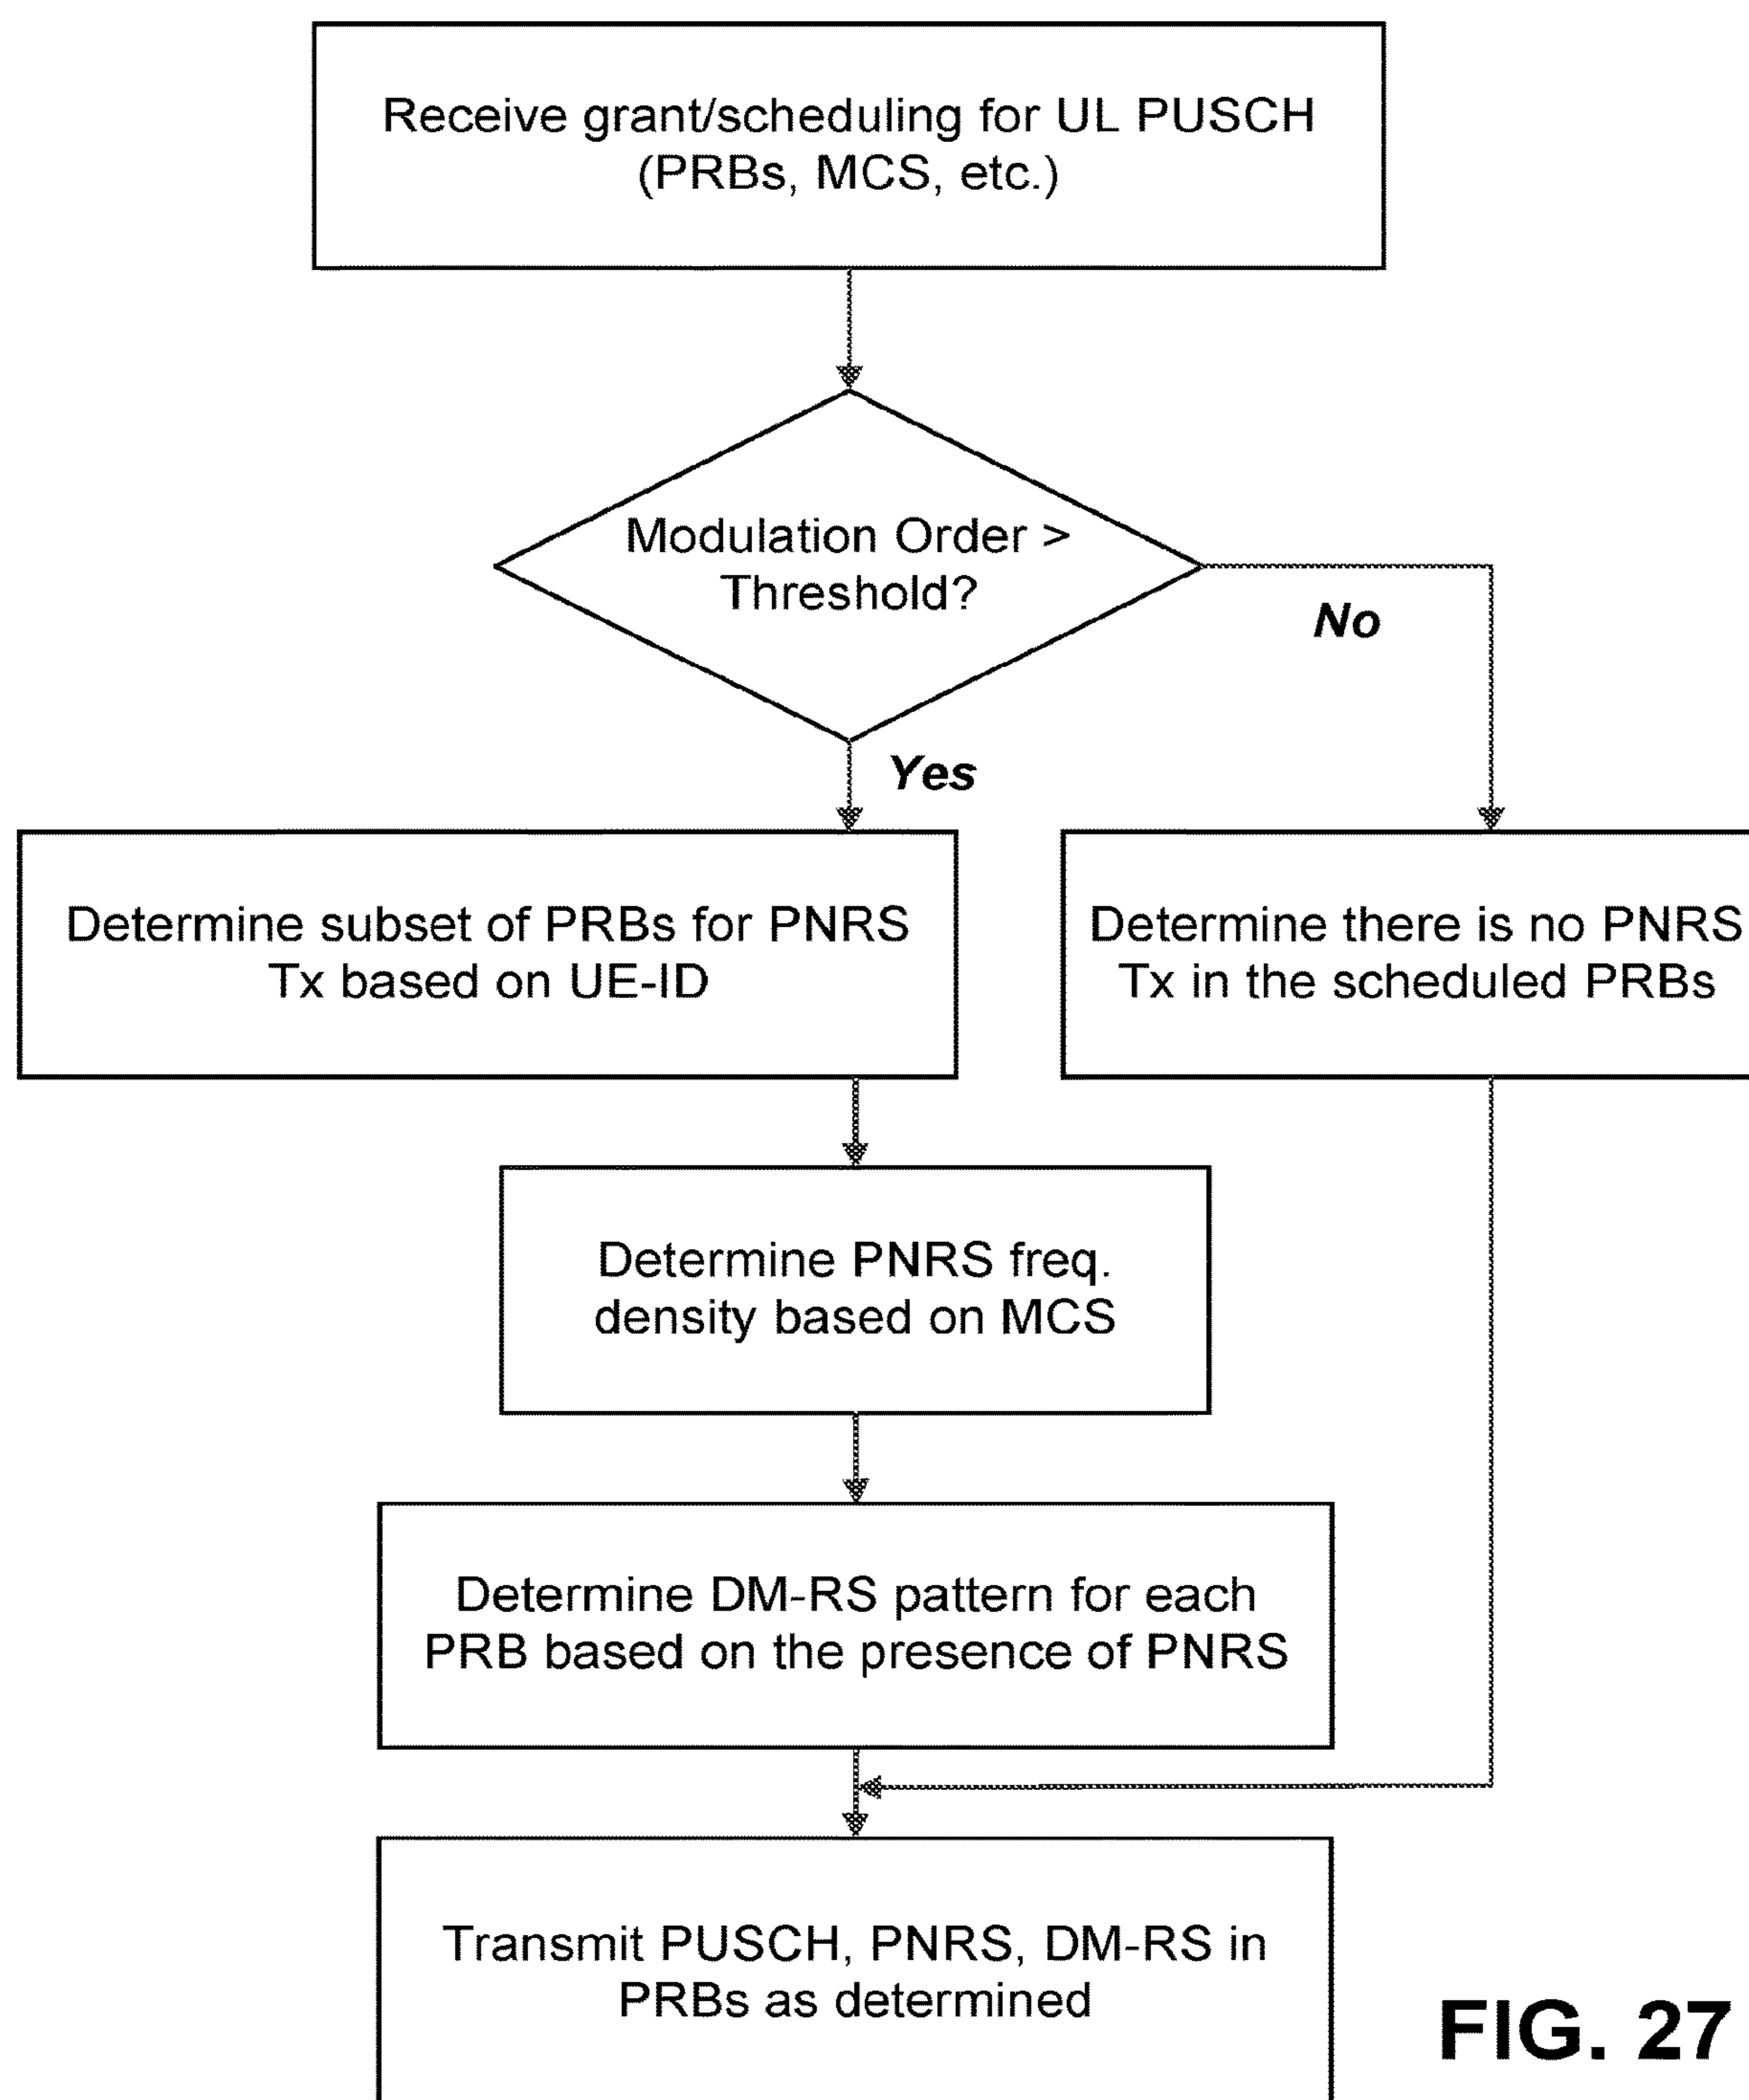 Receive grant/scheduling for UL PUSCH
(PRBs, MCS, etc.)
Modulation Order >
Threshold?
No
Yes
Determine subset of PRBs for PNRS
Tx based on UE-ID
Determine there is no PNRS
Tx in the scheduled PRBs
Determine PNRS freq.
density based on MCS
Determine DM-RS pattern for each
PRB based on the presence of PNRS
Transmit PUSCH, PNRS, DM-RS in
PRBs as determined
FIG. 27